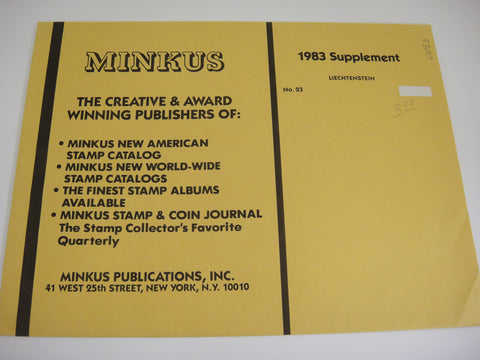 MINKUS
THE CREATIVE & AWARD
WINNING PUBLISHERS OF:
• MINKUS NEW AMERICAN
STAMP CATALOG
• MINKUS NEW WORLD-WIDE
STAMP CATALOGS
• THE FINEST STAMP ALBUMS
AVAILABLE
• MINKUS STAMP & COIN JOURNAL
The Stamp Collector's Favorite
Quarterly
MINKUS PUBLICATIONS, INC.
41 WEST 25th STREET, NEW YORK, N.Y. 10010
1983 Supplement
LIECHTENSTEIN
No. 23